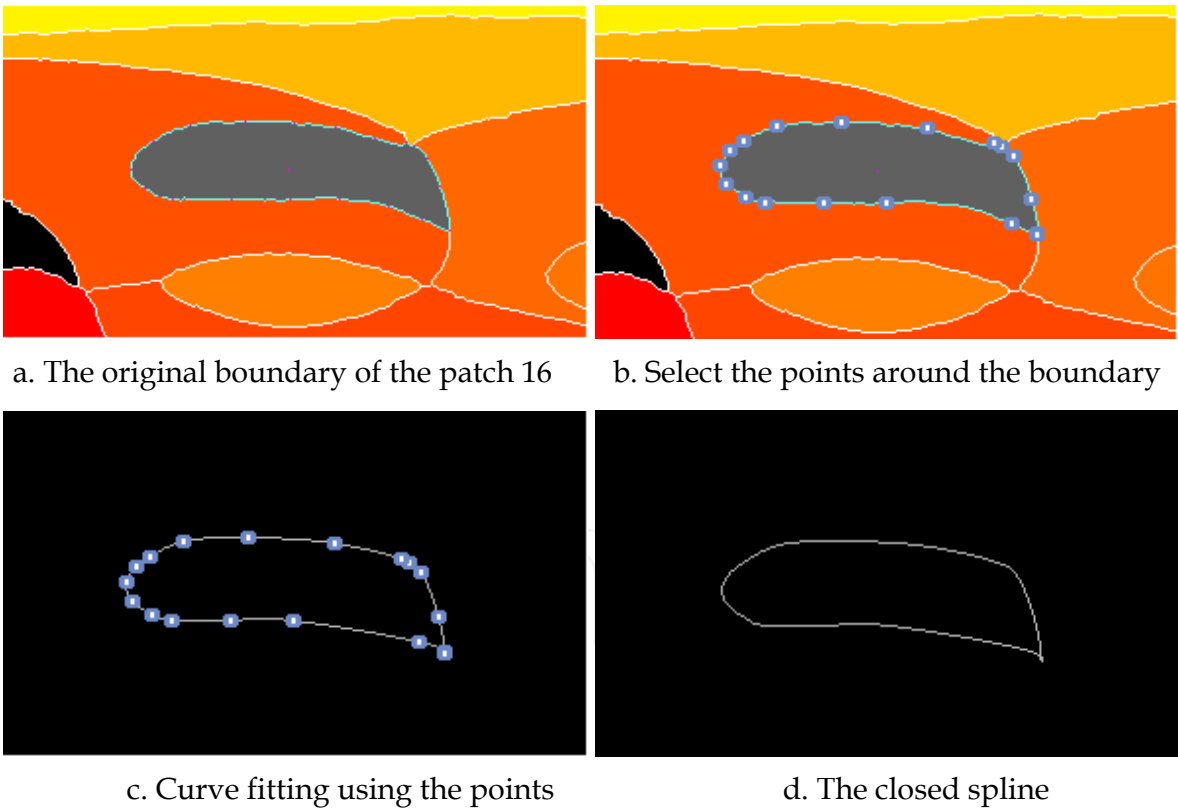 a. The original boundary of the patch 16
b. Select the points around the boundary
c. Curve fitting using the points
d. The closed spline